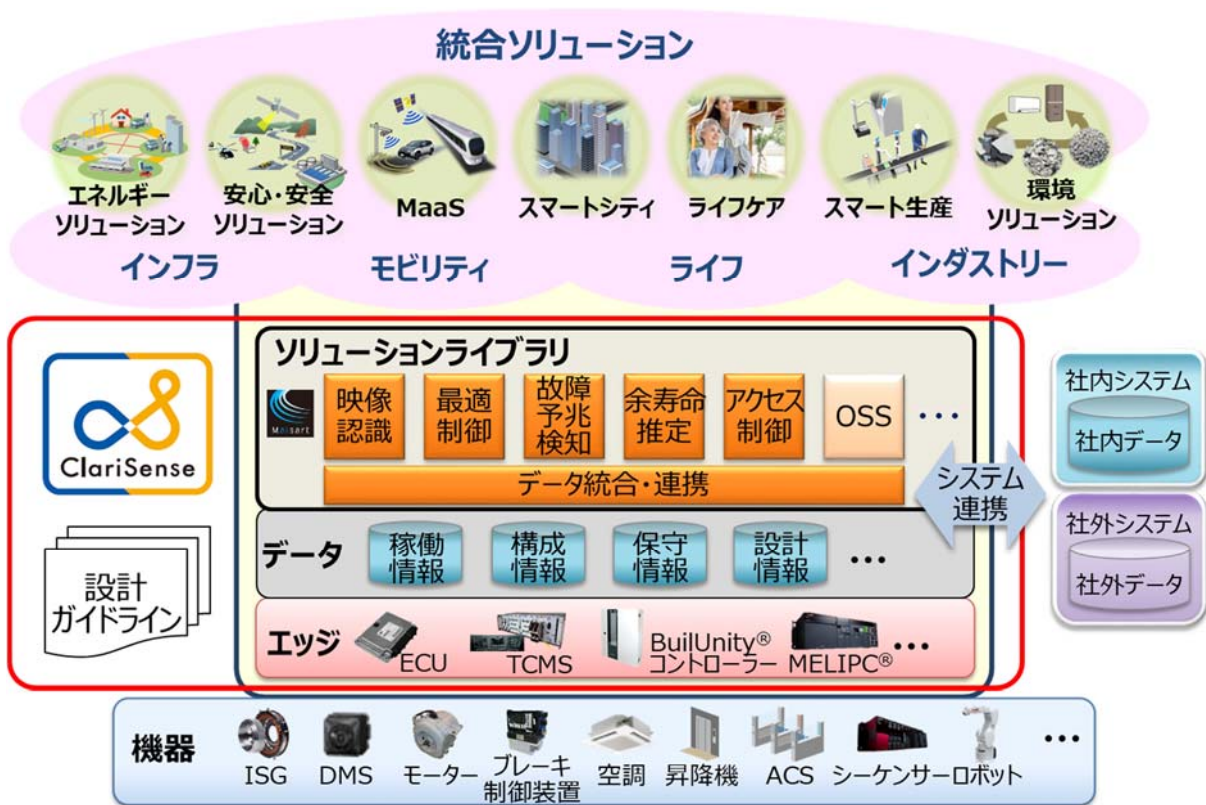 統合ソリューション
エネルギー
ソリューション
安心・安全
ソリューション
MaaS
スマートシティ
ライフケア
スマート生産
環境
ソリューション
インフラ
モビリティ
ライフ
インダストリー
ClariSense
設計
ガイドライン
ソリューションライブラリ
Maisart
映像
認識
最適
制御
故障
予兆
検知
余寿命
推定
アクセス
制御
OSS
•••
データ統合・連携
システム
連携
データ
稼働
情報
構成
情報
保守
情報
設計
情報
•••
エッジ
ECU
TCMS
BuilUnity®
コントローラー
MELIPC®
•••
社内システム
社内データ
社外システム
社外データ
機器
ISG
DMS
モーター
ブレーキ
制御装置
空調
昇降機
ACS
シーケンサー
ロボット
•••